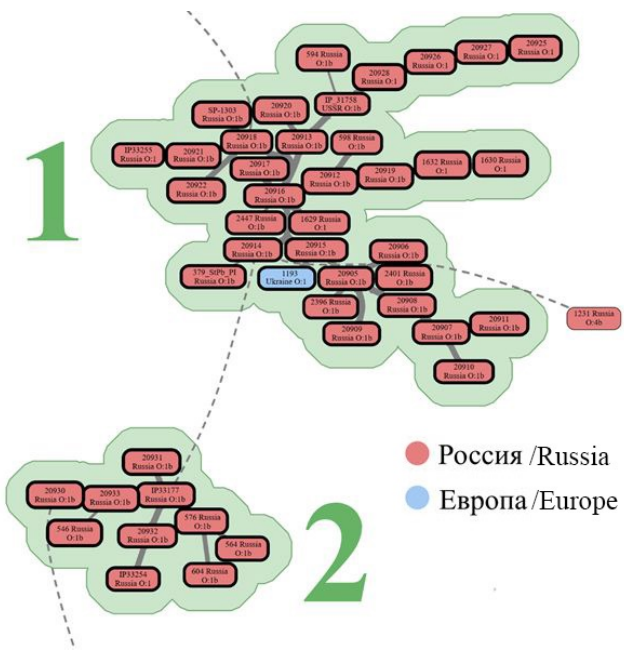 594 Russia
O:1b
20928
Russia O:1
20926
Russia O:1
20927
Russia O:1
20925
Russia O:1
SP-1303
Russia O:1b
20920
Russia O:1b
IP_31758
USSR O:1b
IP33255
Russia O:1
20921
Russia O:1b
20918
Russia O:1b
20913
Russia O:1b
598 Russia
O:1b
20922
Russia O:1b
20917
Russia O:1b
20916
Russia O:1b
20912
Russia O:1b
20919
Russia O:1b
1632 Russia
O:1
1630 Russia
O:1
1
2447 Russia
O:1b
1629 Russia
O:1
20914
Russia O:1b
20915
Russia O:1b
20906
Russia O:1b
379_StPb_PI
Russia O:1b
1193
Ukraine O:1
20905
Russia O:1b
2401 Russia
O:1b
2396 Russia
O:1b
20908
Russia O:1b
20909
Russia O:1b
20907
Russia O:1b
20911
Russia O:1b
1231 Russia
O:4h
20910
Russia O:1b
20931
Russia O:1b
20930
Russia O:1b
20933
Russia O:1b
IP33177
Russia O:1b
546 Russia
O:1b
20932
Russia O:1b
576 Russia
O:1b
564 Russia
O:1b
IP33254
Russia O:1
604 Russia
O:1b
2
Россия /Russia
Европа /Europe